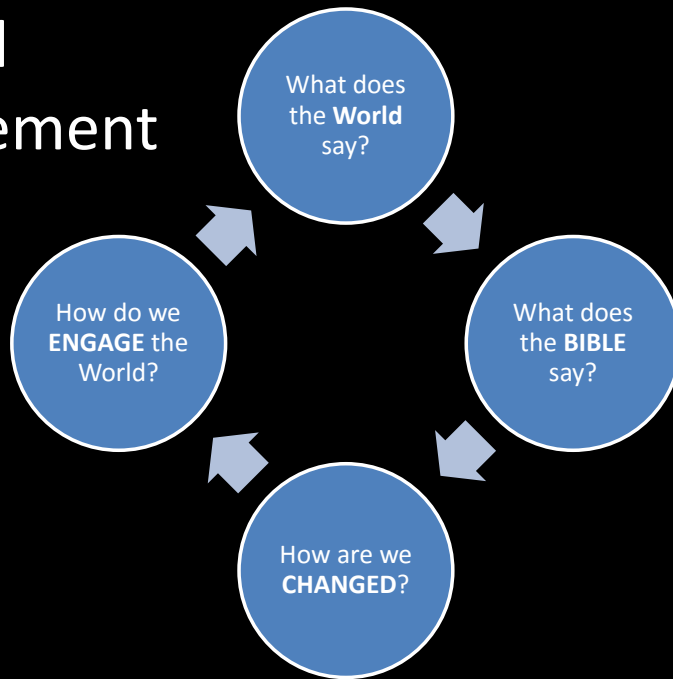 ement
What does
the World
say?
What does
the BIBLE
say?
How are we
CHANGED?
How do we
ENGAGE the
World?